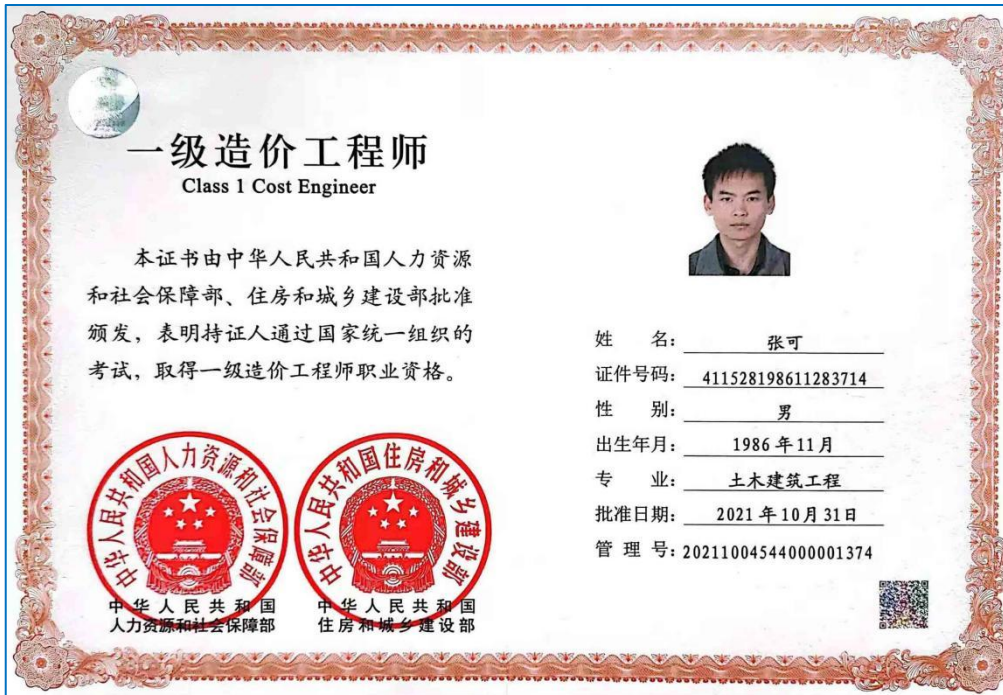 一级造价工程师
Class 1 Cost Engineer
本证书由中华人民共和国人力资源
和社会保障部、住房和城乡建设部批准
颁发，表明持证人通过国家统一组织的
考试，取得一级造价工程师职业资格。
中华人民共和国人力资源和社会保障部
中华人民共和国住房和城乡建设部
中华人民共和国
人力资源和社会保障部
中华人民共和国
住房和城乡建设部
姓 名：张可
证件号码：411528198611283714
性 别：男
出生年月：1986年11月
专 业：土木建筑工程
批准日期：2021年10月31日
管 理 号：20211004544000001374